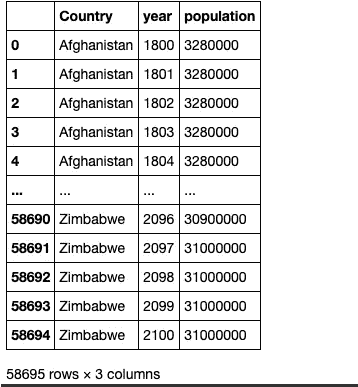 Country year population
0 Afghanistan 1800 3280000
1 Afghanistan 1801 3280000
2 Afghanistan 1802 3280000
3 Afghanistan 1803 3280000
4 Afghanistan 1804 3280000
... ... ... ...
58690 Zimbabwe 2096 30900000
58691 Zimbabwe 2097 31000000
58692 Zimbabwe 2098 31000000
58693 Zimbabwe 2099 31000000
58694 Zimbabwe 2100 31000000
58695 rows × 3 columns